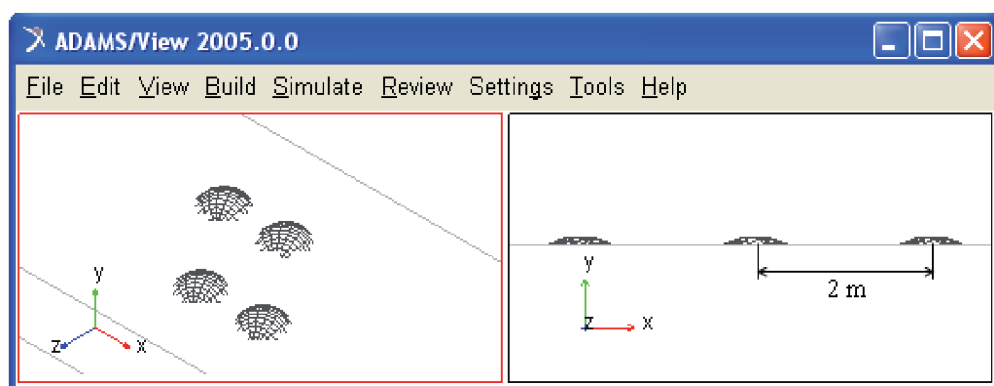 ADAMS/View 2005.0.0
File Edit View Build Simulate Review Settings Tools Help
y
z x
y
2 m
z x